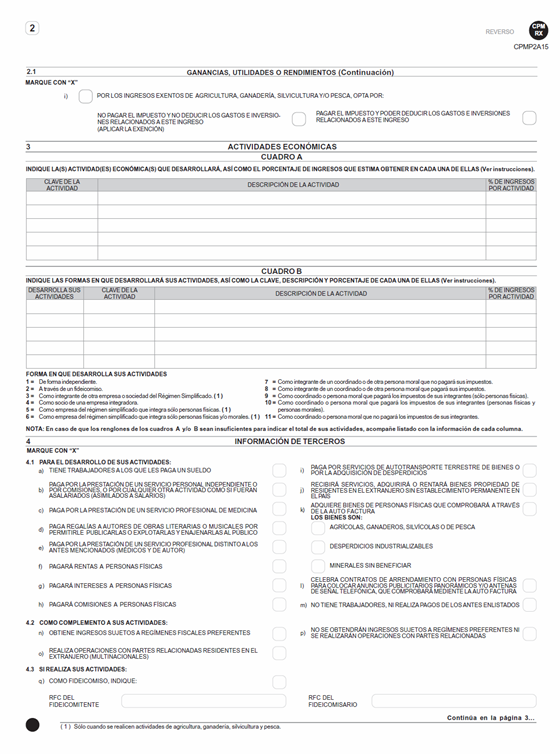 2
REVERSO
CPM
RX
CPMP2A15
2.1 GANANCIAS, UTILIDADES O RENDIMIENTOS (Continuación)
MARQUE CON "X"
i) POR LOS INGRESOS EXENTOS DE AGRICULTURA, GANADERÍA, SILVICULTURA Y/O PESCA, OPTA POR:
NO PAGAR EL IMPUESTO Y NO DEDUCIR LOS GASTOS E INVERSIO-
NES RELACIONADOS A ESTE INGRESO
(APLICAR LA EXENCIÓN)
PAGAR EL IMPUESTO Y PODER DEDUCIR LOS GASTOS E INVERSIONES
RELACIONADOS A ESTE INGRESO
3 ACTIVIDADES ECONÓMICAS
CUADRO A
INDIQUE LA(S) ACTIVIDAD(ES) ECONÓMICA(S) QUE DESARROLLARÁ, ASÍ COMO EL PORCENTAJE DE INGRESOS QUE ESTIMA OBTENER EN CADA UNA DE ELLAS (Ver instrucciones).
CLAVE DE LA
ACTIVIDAD
DESCRIPCIÓN DE LA ACTIVIDAD
% DE INGRESOS
POR ACTIVIDAD
CUADRO B
INDIQUE LAS FORMAS EN QUE DESARROLLARÁ SUS ACTIVIDADES, ASÍ COMO LA CLAVE, DESCRIPCIÓN Y PORCENTAJE DE CADA UNA DE ELLAS (Ver instrucciones).
DESARROLLA SUS
ACTIVIDADES
CLAVE DE LA
ACTIVIDAD
DESCRIPCIÓN DE LA ACTIVIDAD
% DE INGRESOS
POR ACTIVIDAD
FORMA EN QUE DESARROLLA SUS ACTIVIDADES
1 = De forma independiente.
2 = A través de un fideicomiso.
3 = Como integrante de otra empresa o sociedad del Régimen Simplificado. ( 1 )
4 = Como socio de una empresa integradora.
5 = Como empresa del régimen simplificado que integra sólo personas físicas. ( 1 )
6 = Como empresa del régimen simplificado que integra sólo personas físicas y/o morales. ( 1 )
7 = Como integrante de un coordinado o de otra persona moral que no pagará sus impuestos.
8 = Como integrante de un coordinado o de otra persona moral que pagará sus impuestos.
9 = Como coordinado o persona moral que pagará los impuestos de sus integrantes (sólo personas físicas).
10 = Como coordinado o persona moral que pagará los impuestos de sus integrantes (personas físicas y
personas morales).
11 = Como coordinado o persona moral que no pagará los impuestos de sus integrantes.
NOTA: En caso de que los renglones de los cuadros A y/o B sean insuficientes para indicar el total de sus actividades, acompañe listado con la información de cada columna.
4 INFORMACIÓN DE TERCEROS
MARQUE CON "X"
4.1 PARA EL DESARROLLO DE SUS ACTIVIDADES:
a) TIENE TRABAJADORES A LOS QUE LES PAGA UN SUELDO
b) PAGA POR LA PRESTACIÓN DE UN SERVICIO PERSONAL INDEPENDIENTE O
POR COMISIONES, O POR CUALQUIER OTRA ACTIVIDAD COMO SI FUERAN
ASALARIADOS (ASIMILADOS A SALARIOS)
c) PAGA POR LA PRESTACIÓN DE UN SERVICIO PROFESIONAL DE MEDICINA
d) PAGA REGALÍAS A AUTORES DE OBRAS LITERARIAS O MUSICALES POR
PERMITIRLE PUBLICARLAS O EXPLOTARLAS Y ENAJENARLAS AL PÚBLICO
e) PAGA POR LA PRESTACIÓN DE UN SERVICIO PROFESIONAL DISTINTO A LOS
ANTES MENCIONADOS (MÉDICOS Y DE AUTOR)
f) PAGARÁ RENTAS A PERSONAS FÍSICAS
g) PAGARÁ INTERESES A PERSONAS FÍSICAS
h) PAGARÁ COMISIONES A PERSONAS FÍSICAS
i) PAGA POR SERVICIOS DE AUTOTRANSPORTE TERRESTRE DE BIENES O
POR LA ADQUISICIÓN DE DESPERDICIOS
j) RECIBIRÁ SERVICIOS, ADQUIRIRÁ O RENTARÁ BIENES PROPIEDAD DE
RESIDENTES EN EL EXTRANJERO SIN ESTABLECIMIENTO PERMANENTE EN
EL PAÍS
k) ADQUIERE BIENES DE PERSONAS FÍSICAS QUE COMPROBARÁ A TRAVÉS
DE LA AUTO FACTURA
LOS BIENES SON:
AGRÍCOLAS, GANADEROS, SILVÍCOLAS O DE PESCA
DESPERDICIOS INDUSTRIALIZABLES
MINERALES SIN BENEFICIAR
l) CELEBRA CONTRATOS DE ARRENDAMIENTO CON PERSONAS FÍSICAS
PARA COLOCAR ANUNCIOS PUBLICITARIOS PANORÁMICOS Y/O ANTENAS
DE SEÑAL TELEFÓNICA, QUE COMPROBARÁ MEDIENTE LA AUTO FACTURA
m) NO TIENE TRABAJADORES, NI REALIZA PAGOS DE LOS ANTES ENLISTADOS
4.2 COMO COMPLEMENTO A SUS ACTIVIDADES:
n) OBTIENE INGRESOS SUJETOS A REGÍMENES FISCALES PREFERENTES
o) REALIZA OPERACIONES CON PARTES RELACIONADAS RESIDENTES EN EL
EXTRANJERO (MULTINACIONALES)
p) NO SE OBTENDRÁN INGRESOS SUJETOS A REGÍMENES PREFERENTES NI
SE REALIZARÁN OPERACIONES CON PARTES RELACIONADAS
4.3 SI REALIZA SUS ACTIVIDADES:
q) COMO FIDEICOMISO, INDIQUE:
RFC DEL
FIDEICOMITENTE
RFC DEL
FIDEICOMISARIO
Continúa en la página 3...
( 1 ) Sólo cuando se realicen actividades de agricultura, ganadería, silvicultura y pesca.